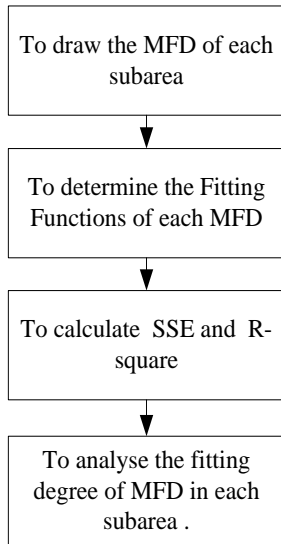 To draw the MFD of each
subarea
To determine the Fitting
Functions of each MFD
To calculate  SSE and  R-
square
To analyse the fitting
degree of MFD in each
subarea .